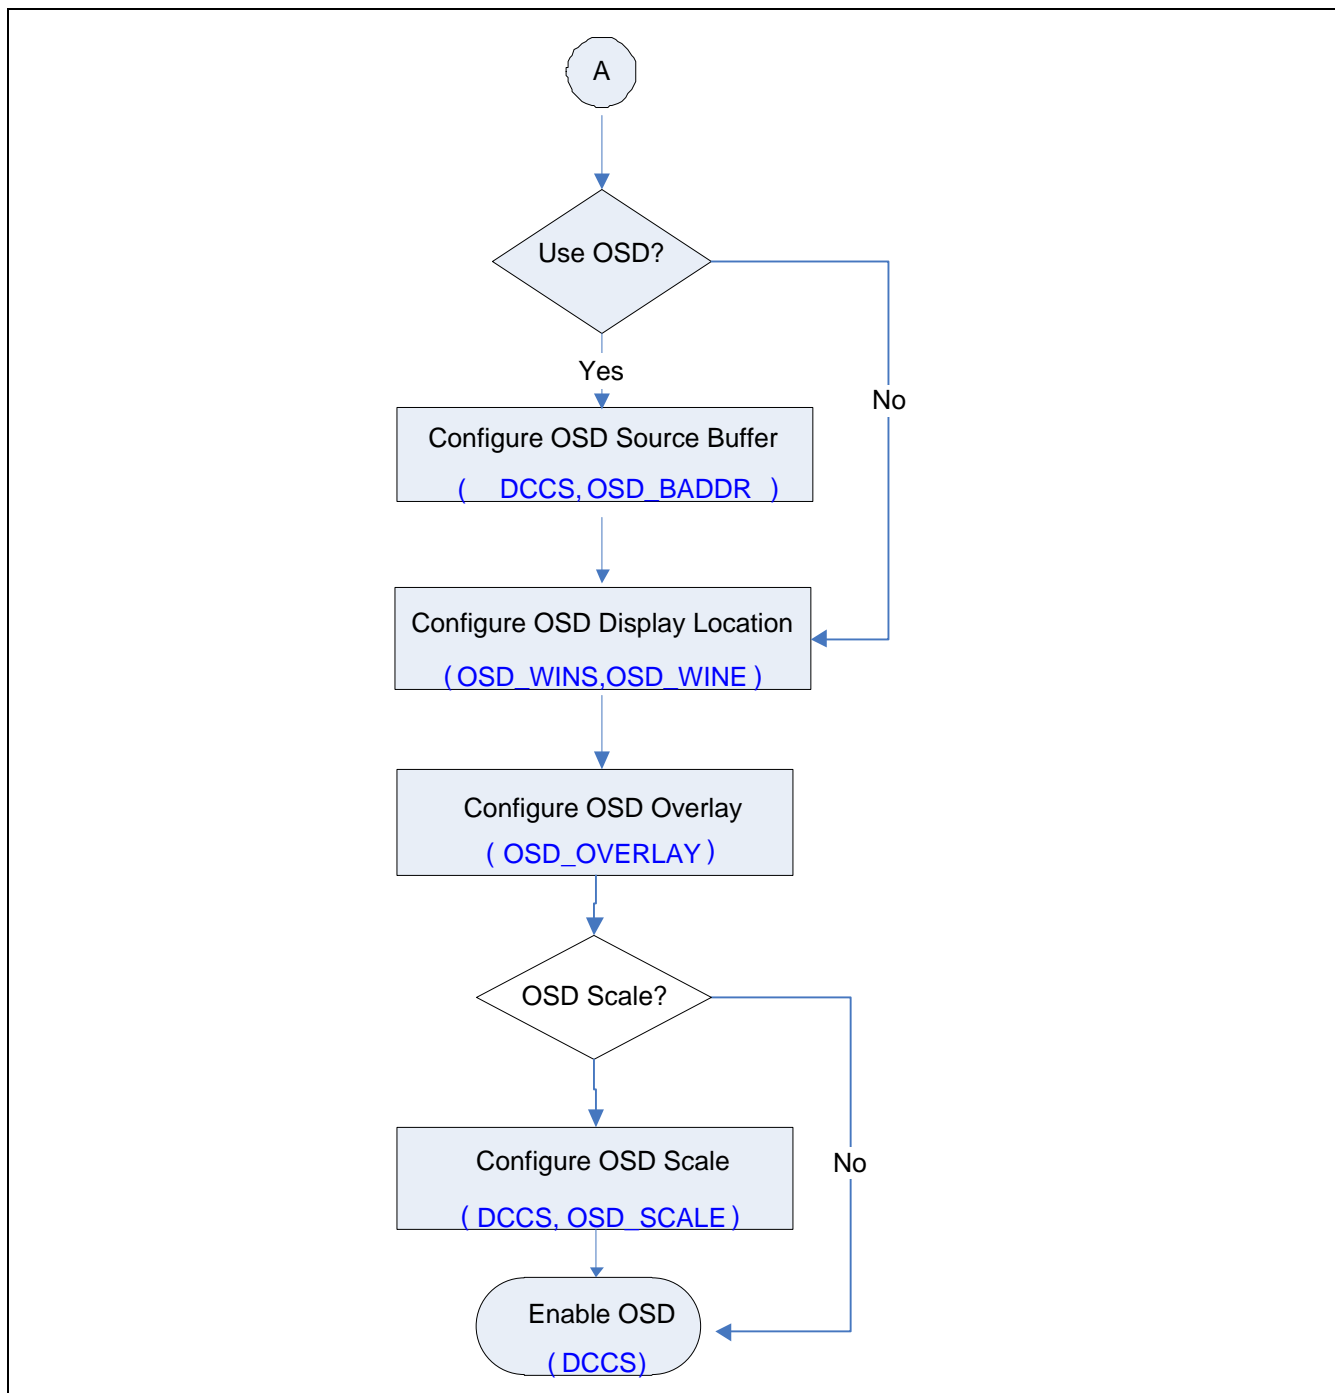 A
Use OSD?
Yes
No
Configure OSD Source Buffer
( DCCS, OSD_BADDR )
Configure OSD Display Location
( OSD_WINS,OSD_WINE )
Configure OSD Overlay
( OSD_OVERLAY )
OSD Scale?
Configure OSD Scale
No
( DCCS, OSD_SCALE )
Enable OSD
( DCCS)